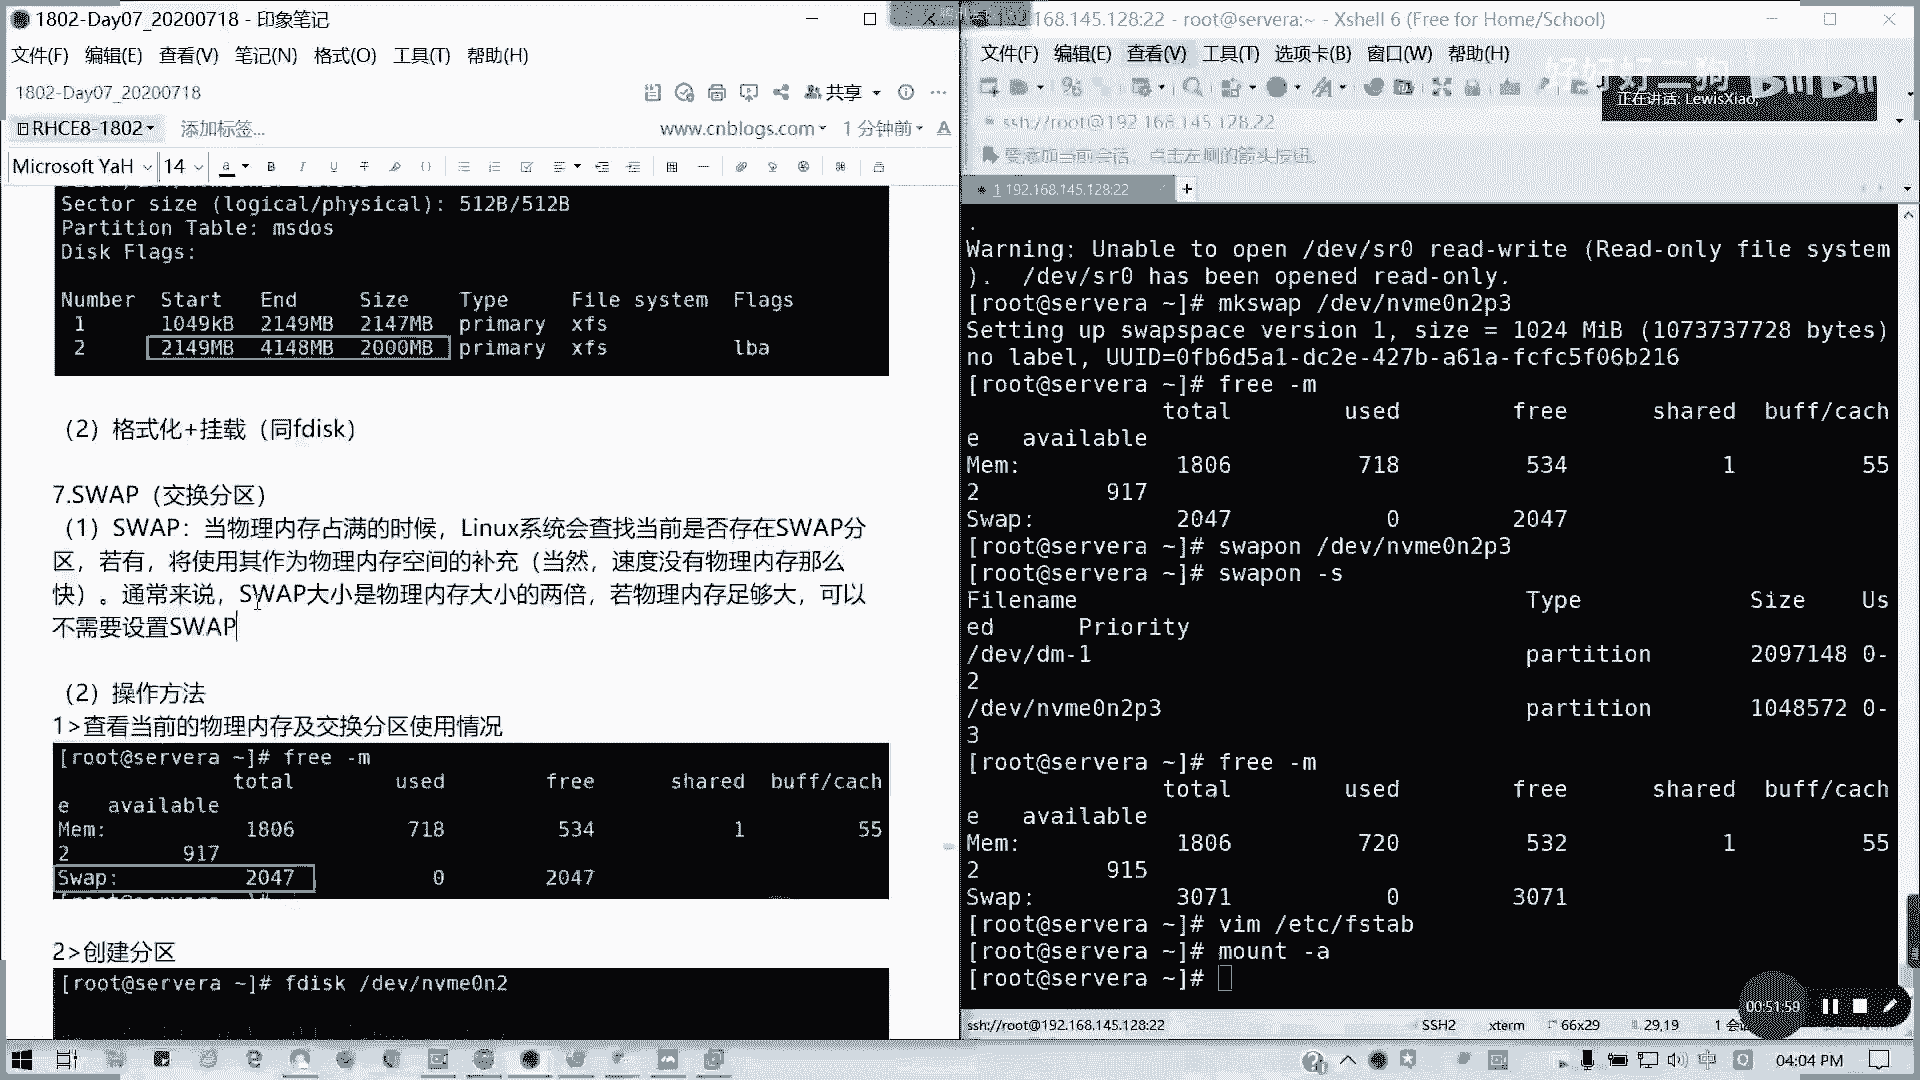 1802-Day07_20200718 - 印象笔记
文件(F) 编辑(E) 查看(V) 笔记(N) 格式(O) 工具(T) 帮助(H)
1802-Day07_20200718
共享
RHCE8-1802
添加标签...
www.cnblogs.com
1 分钟前
Microsoft YaH
14
Sector size (logical/physical): 512B/512B
Partition Table: msdos
Disk Flags:
Number Start End Size Type File system Flags
1 1049kB 2149MB 2147MB primary xfs
2 2149MB 4148MB 2000MB primary xfs lba
（2）格式化+挂载（同fdisk）
7.SWAP（交换分区）
（1）SWAP：当物理内存占满的时候，Linux系统会查找当前是否存在SWAP分
区，若有，将使用其作为物理内存空间的补充（当然，速度没有物理内存那么
快）。通常来说，SWAP大小是物理内存大小的两倍，若物理内存足够大，可以
不需要设置SWAP
（2）操作方法
1>查看当前的物理内存及交换分区使用情况
[root@servera ~]# free -m
total used free shared buff/cach
e available
Mem: 1806 718 534 1 55
2 917
Swap: 2047 0 2047
2>创建分区
[root@servera ~]# fdisk /dev/nvme0n2
192.168.145.128:22 - root@servera:~ - Xshell 6 (Free for Home/School)
文件(F) 编辑(E) 查看(V) 工具(T) 选项卡(B) 窗口(W) 帮助(H)
正在讲话: LewisXiao;
ssh://root@192.168.145.128:22
要添加当前会话，点击左侧的箭头按钮。
1 192.168.145.128:22
.
Warning: Unable to open /dev/sr0 read-write (Read-only file system
). /dev/sr0 has been opened read-only.
[root@servera ~]# mkswap /dev/nvme0n2p3
Setting up swapspace version 1, size = 1024 MiB (1073737728 bytes)
no label, UUID=0fb6d5a1-dc2e-427b-a61a-fcfc5f06b216
[root@servera ~]# free -m
total used free shared buff/cach
e available
Mem: 1806 718 534 1 55
2 917
Swap: 2047 0 2047
[root@servera ~]# swapon /dev/nvme0n2p3
[root@servera ~]# swapon -s
Filename Type Size Us
ed Priority
/dev/dm-1 partition 2097148 0-
2
/dev/nvme0n2p3 partition 1048572 0-
3
[root@servera ~]# free -m
total used free shared buff/cach
e available
Mem: 1806 720 532 1 55
2 915
Swap: 3071 0 3071
[root@servera ~]# vim /etc/fstab
[root@servera ~]# mount -a
[root@servera ~]#
00:51:59
ssh://root@192.168.145.128:22 SSH2 xterm 66x29 29,19
04:04 PM